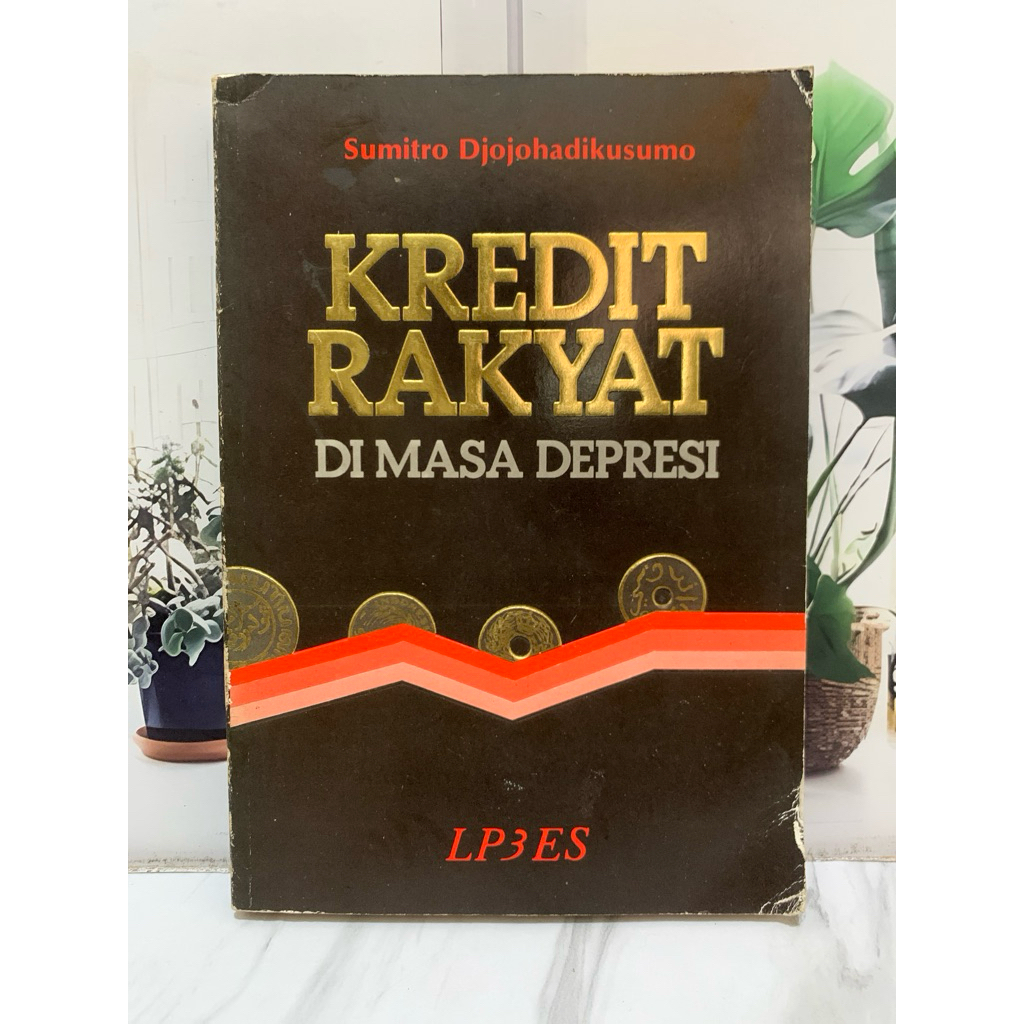 Sumitro Djojohadikusumo
KREDIT
RAKYAT
DI MASA DEPRESI
LP3ES